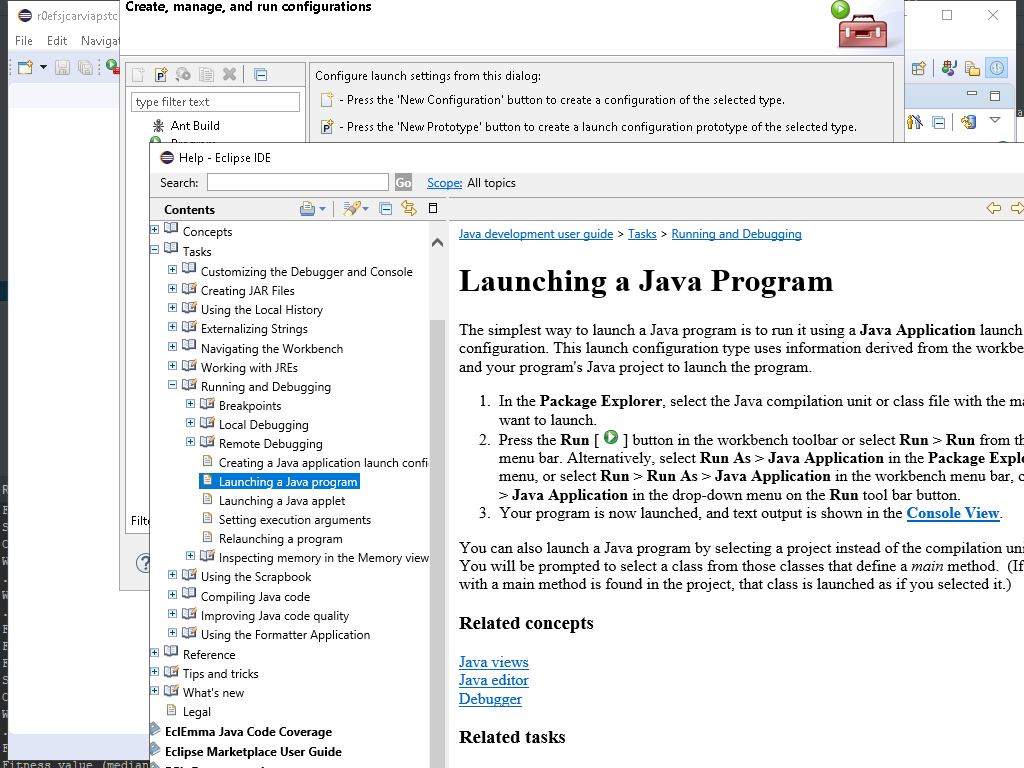 Create, manage, and run configurations
r0efsjcarviapstc
File Edit Navigat
Configure launch settings from this dialog:
type filter text
- Press the 'New Configuration' button to create a configuration of the selected type.
Ant Build
- Press the 'New Prototype' button to create a launch configuration prototype of the selected type.
Help - Eclipse IDE
Search:
Go
Scope: All topics
Contents
Concepts
Tasks
Customizing the Debugger and Console
Creating JAR Files
Using the Local History
Externalizing Strings
Navigating the Workbench
Working with JREs
Running and Debugging
Breakpoints
Local Debugging
Remote Debugging
Creating a Java application launch confi
Launching a Java program
Launching a Java applet
Setting execution arguments
Relaunching a program
Inspecting memory in the Memory view
Using the Scrapbook
Compiling Java code
Improving Java code quality
Using the Formatter Application
Reference
Tips and tricks
What's new
Legal
EclEmma Java Code Coverage
Eclipse Marketplace User Guide
Java development user guide > Tasks > Running and Debugging
Launching a Java Program
The simplest way to launch a Java program is to run it using a Java Application launch
configuration. This launch configuration type uses information derived from the workbe
and your program's Java project to launch the program.
1. In the Package Explorer, select the Java compilation unit or class file with the ma
want to launch.
2. Press the Run [ ] button in the workbench toolbar or select Run > Run from th
menu bar. Alternatively, select Run As > Java Application in the Package Explo
menu, or select Run > Run As > Java Application in the workbench menu bar, o
> Java Application in the drop-down menu on the Run tool bar button.
3. Your program is now launched, and text output is shown in the Console View.
You can also launch a Java program by selecting a project instead of the compilation uni
You will be prompted to select a class from those classes that define a main method. (If
with a main method is found in the project, that class is launched as if you selected it.)
Related concepts
Java views
Java editor
Debugger
Related tasks
Filte
Fitness value (median